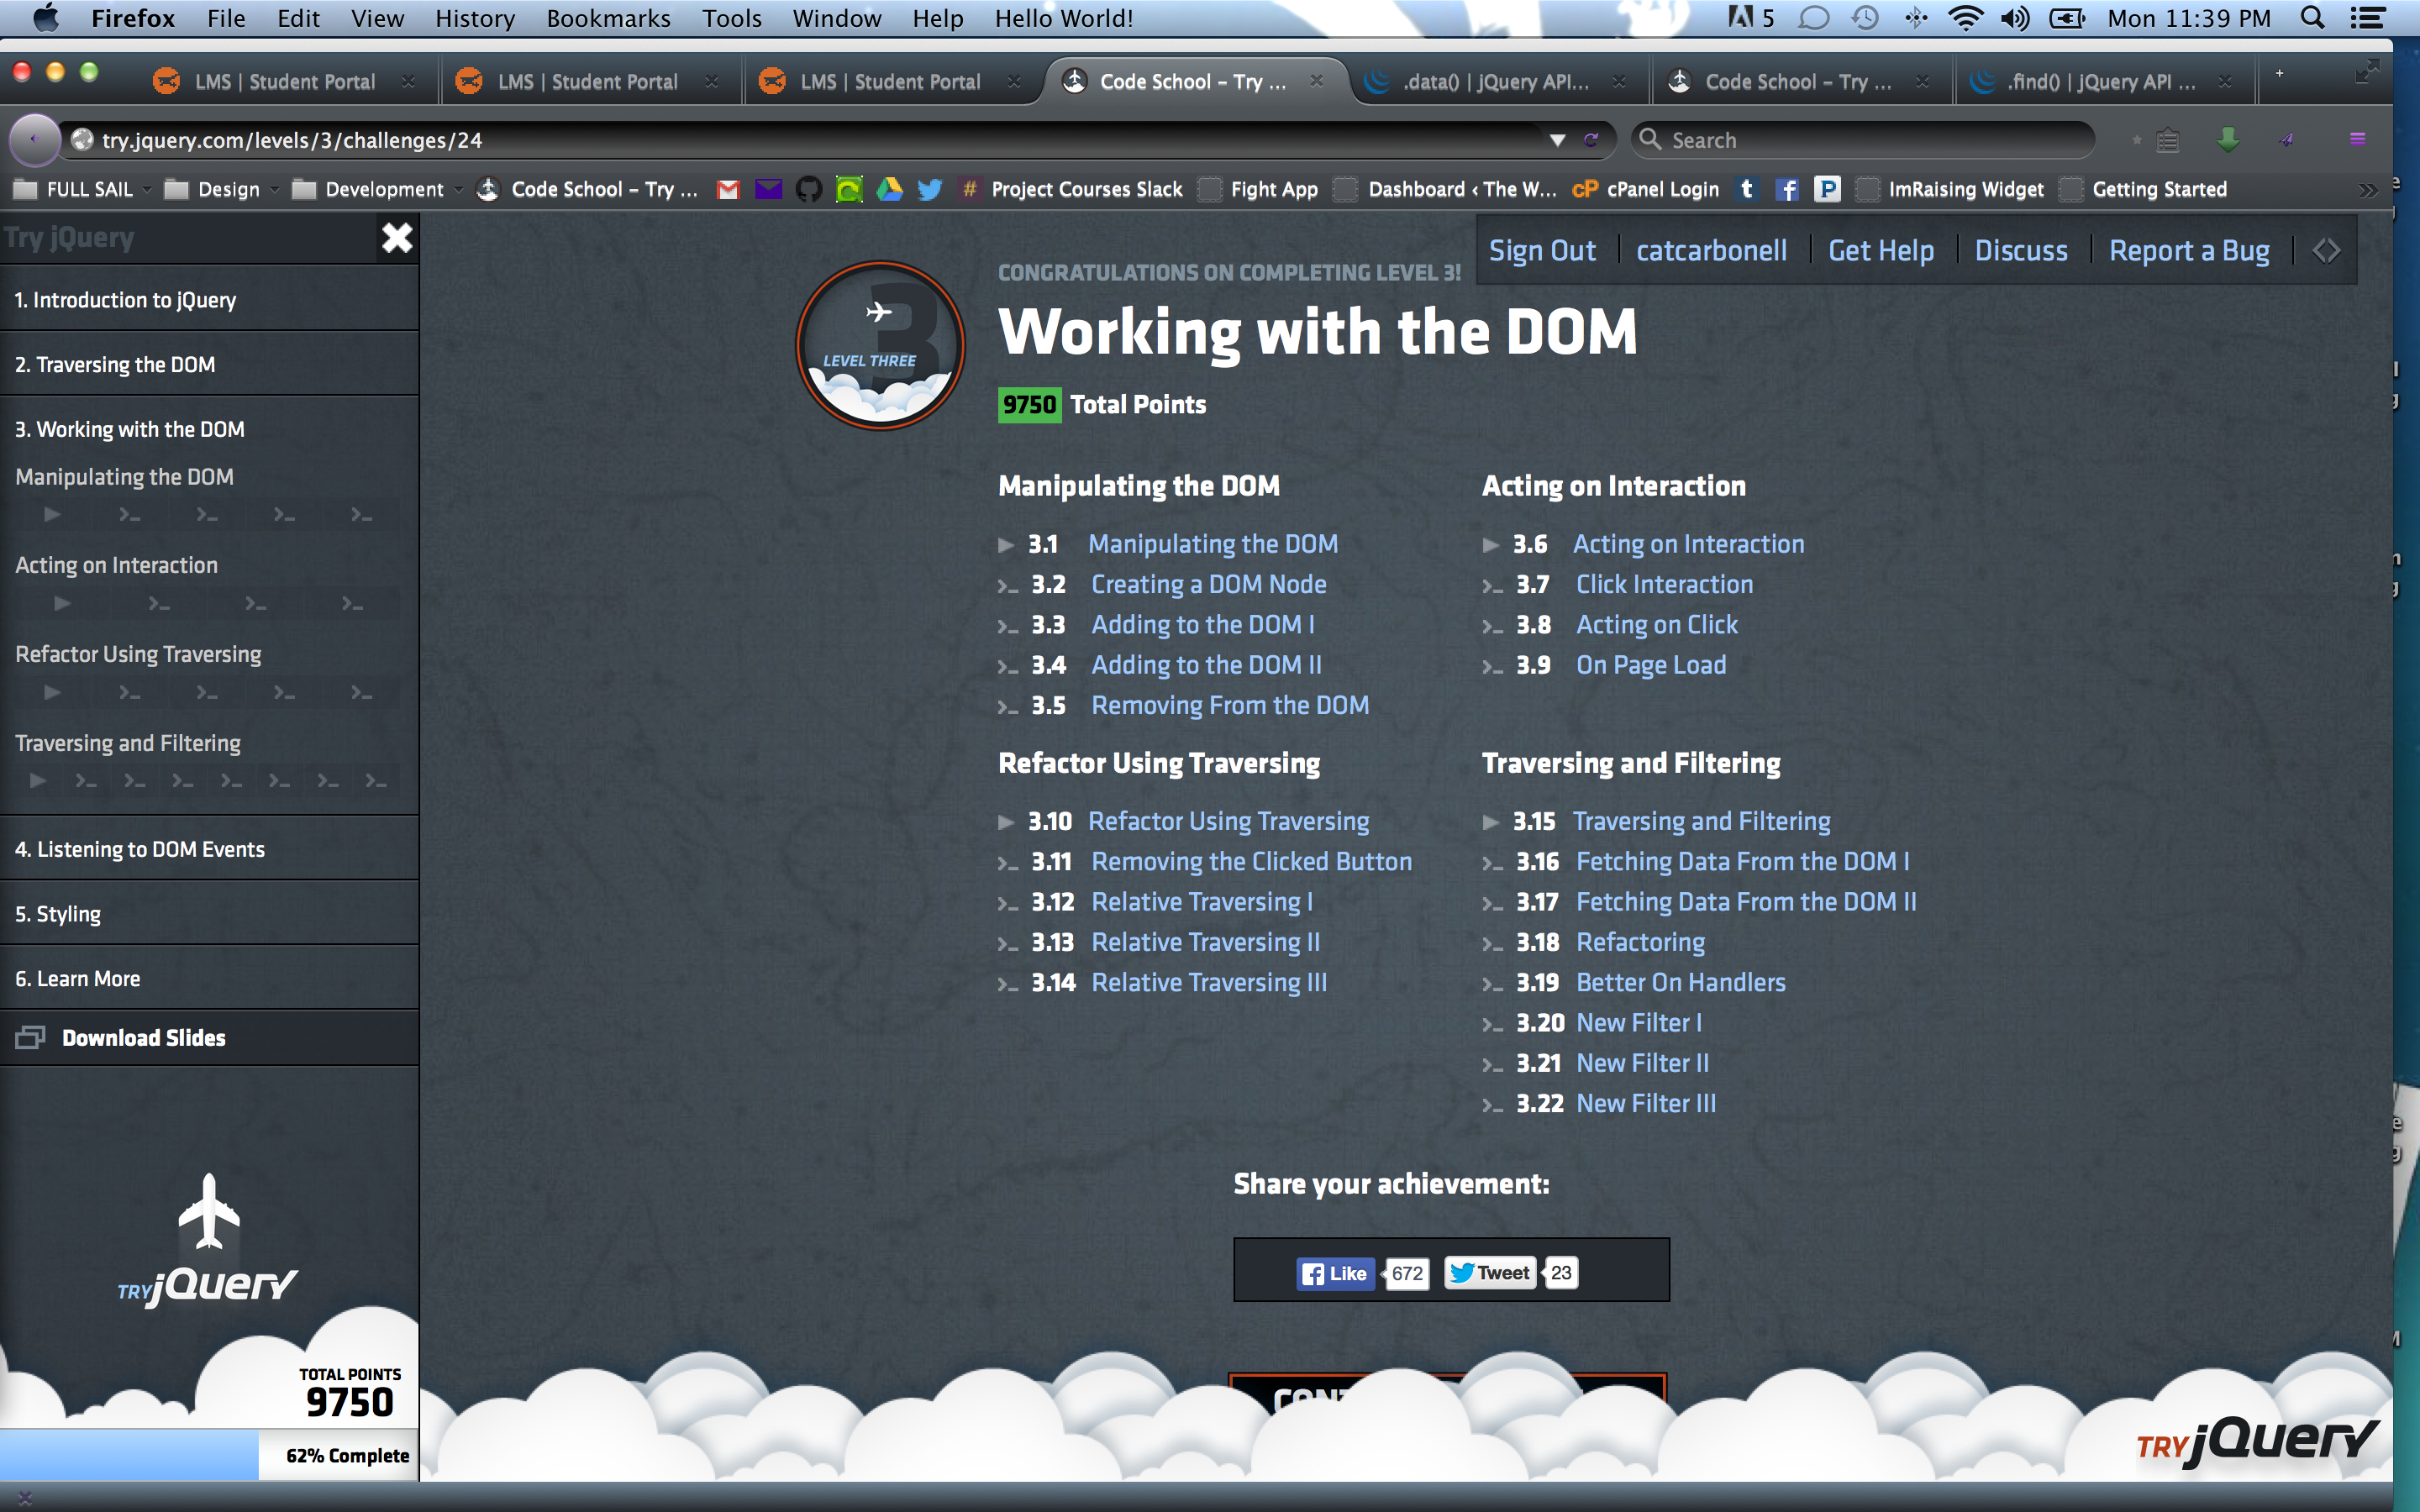 Firefox File Edit View History Bookmarks Tools Window Help Hello World! 5 Mon 11:39 PM
LMS | Student Portal LMS | Student Portal LMS | Student Portal Code School – Try ... .data() | jQuery API... Code School – Try ... .find() | jQuery API ...
try.jquery.com/levels/3/challenges/24 Search
FULL SAIL Design Development Code School – Try ... Project Courses Slack Fight App Dashboard ‹ The W... cP cPanel Login ImRaising Widget Getting Started
Try jQuery
1. Introduction to jQuery
2. Traversing the DOM
3. Working with the DOM
Manipulating the DOM
Acting on Interaction
Refactor Using Traversing
Traversing and Filtering
4. Listening to DOM Events
5. Styling
6. Learn More
Download Slides
TRY jQuery
TOTAL POINTS
9750
62% Complete
Sign Out catcarbonell Get Help Discuss Report a Bug
3
LEVEL THREE
CONGRATULATIONS ON COMPLETING LEVEL 3!
Working with the DOM
9750 Total Points
Manipulating the DOM
3.1 Manipulating the DOM
3.2 Creating a DOM Node
3.3 Adding to the DOM I
3.4 Adding to the DOM II
3.5 Removing From the DOM
Acting on Interaction
3.6 Acting on Interaction
3.7 Click Interaction
3.8 Acting on Click
3.9 On Page Load
Refactor Using Traversing
3.10 Refactor Using Traversing
3.11 Removing the Clicked Button
3.12 Relative Traversing I
3.13 Relative Traversing II
3.14 Relative Traversing III
Traversing and Filtering
3.15 Traversing and Filtering
3.16 Fetching Data From the DOM I
3.17 Fetching Data From the DOM II
3.18 Refactoring
3.19 Better On Handlers
3.20 New Filter I
3.21 New Filter II
3.22 New Filter III
Share your achievement:
Like 672 Tweet 23
TRY jQuery